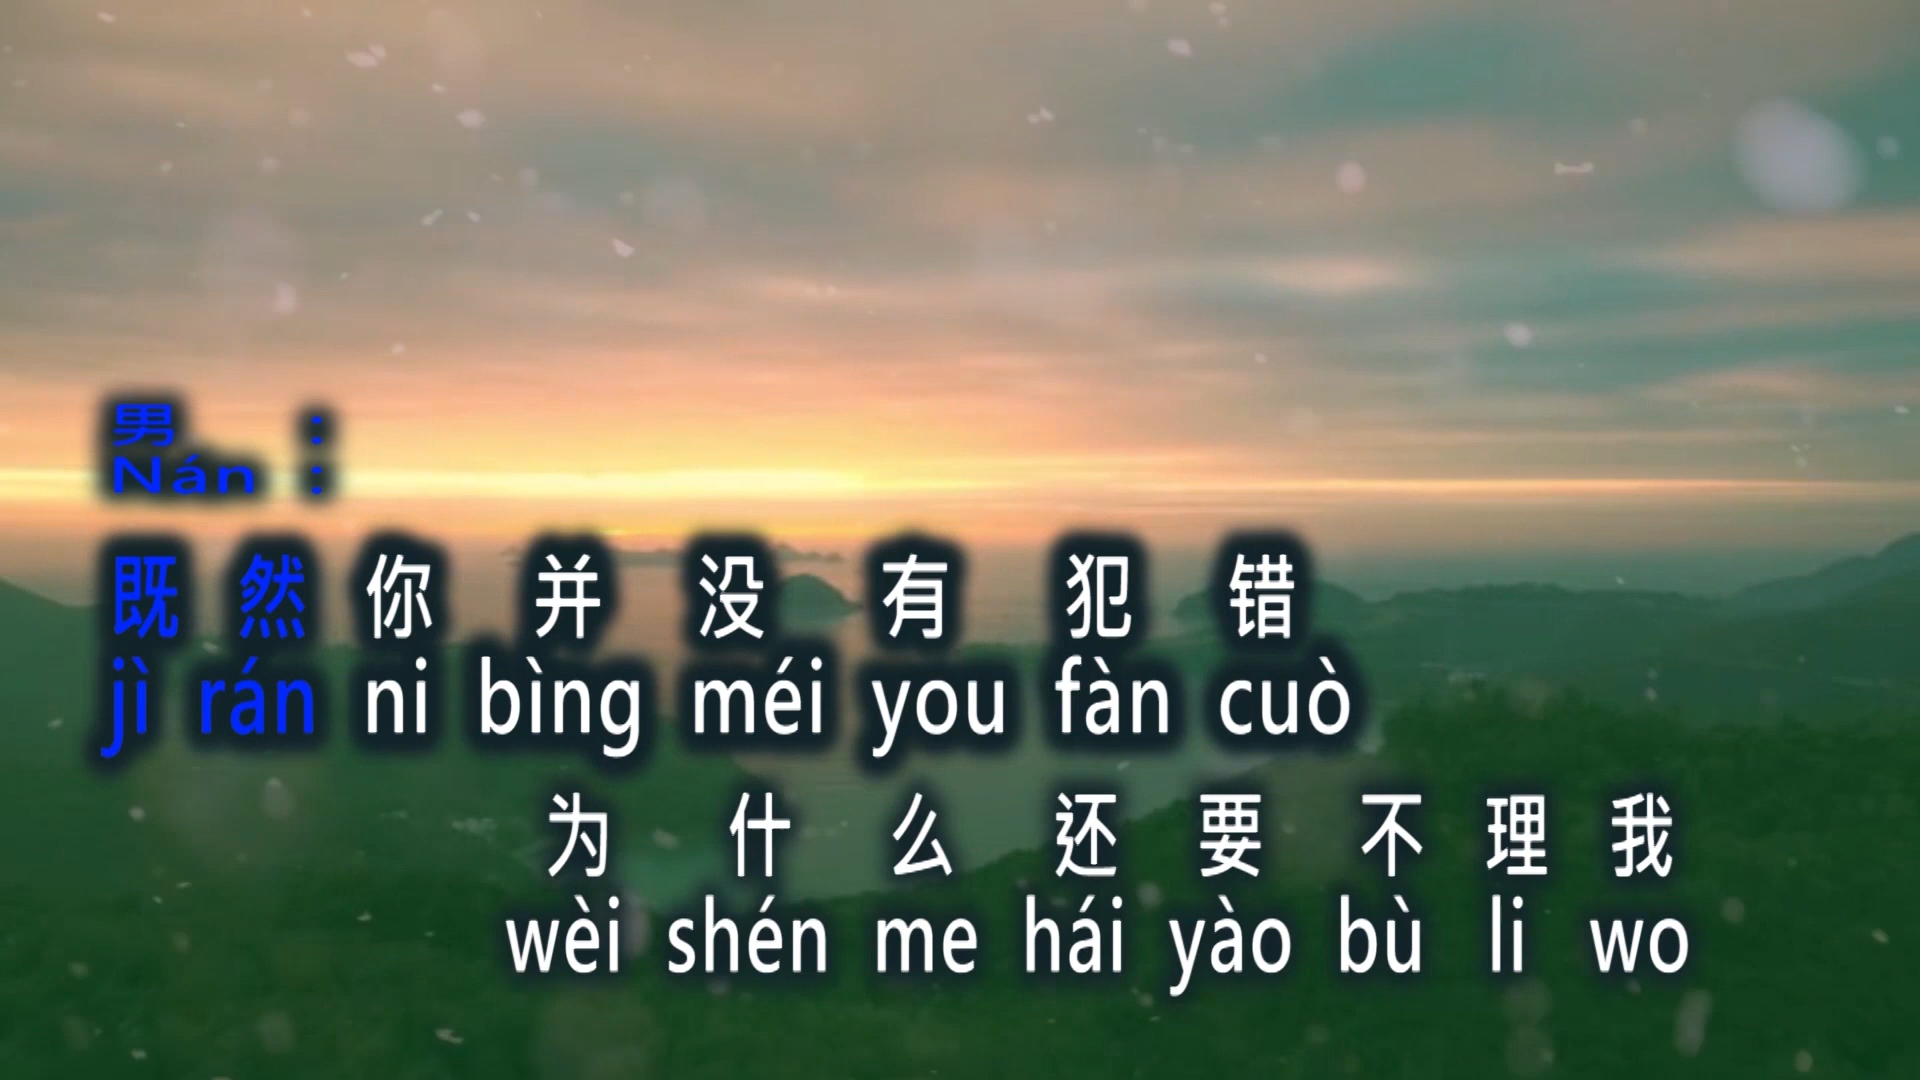 男 :
Nán :
既然你并没有犯错
jì rán ni bìng méi you fàn cuò
为什么还要不理我
wèi shén me hái yào bù li wo